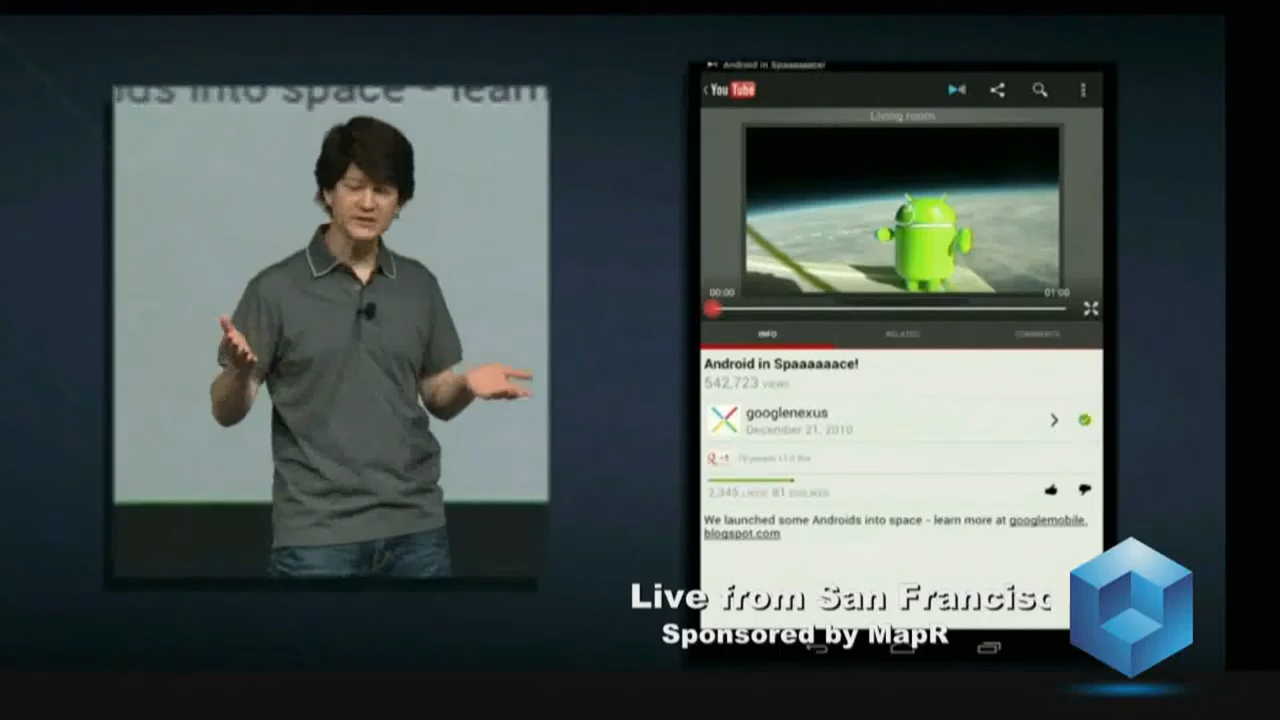 Android in Spaaaaaace!
You Tube
Living room
00:00
01:00
INFO
RELATED
COMMENTS
Android in Spaaaaaace!
542,723 VIEWS
googlenexus
December 21, 2010
2,345 LIKES 81 DISLIKES
We launched some Androids into space - learn more at googlemobile.
blogspot.com
into space - learn
Live from San Francisc
Sponsored by MapR